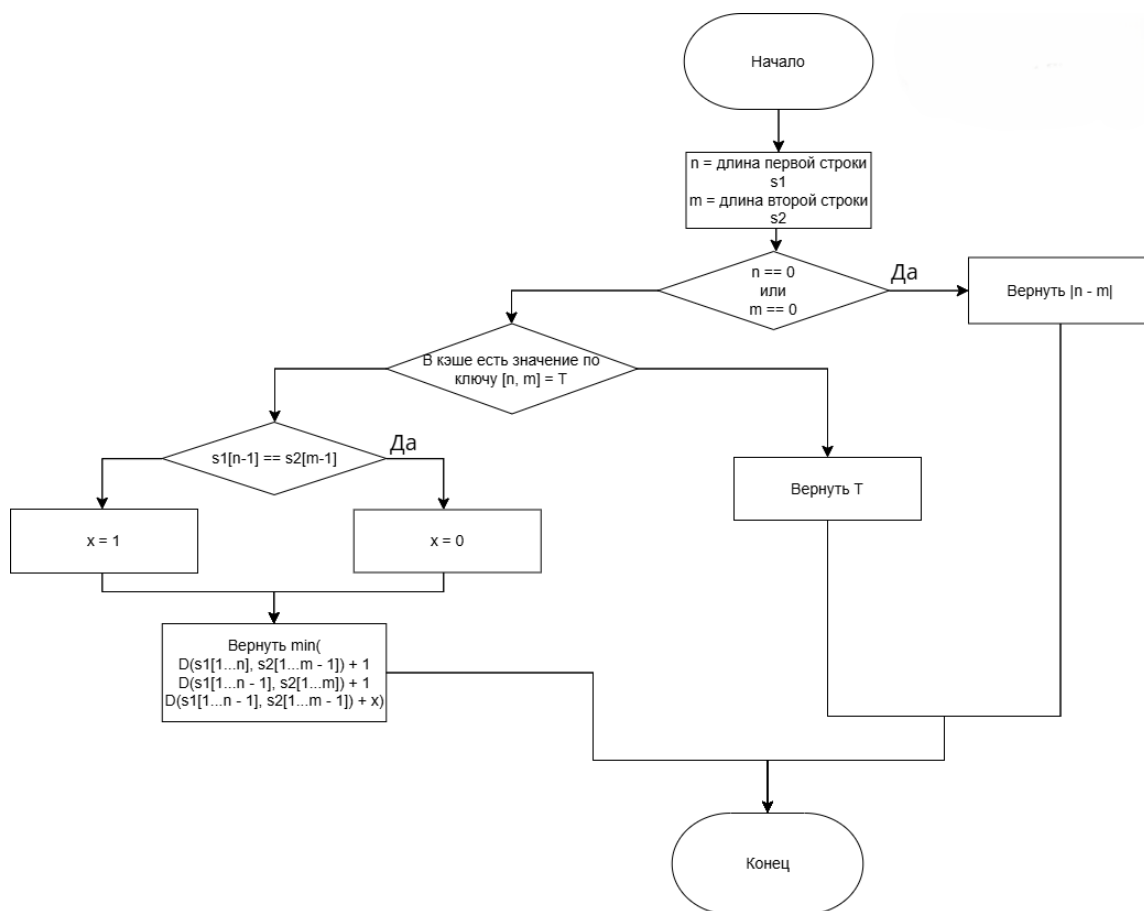 Начало
n = длина первой строки
s1
m = длина второй строки
s2
n == 0
или
m == 0
Да
Вернуть |n - m|
В кэше есть значение по
ключу [n, m] = T
s1[n-1] == s2[m-1]
Да
Вернуть T
x = 1
x = 0
Вернуть min(
D(s1[1...n], s2[1...m - 1]) + 1
D(s1[1...n - 1], s2[1...m]) + 1
D(s1[1...n - 1], s2[1...m - 1]) + x)
Конец